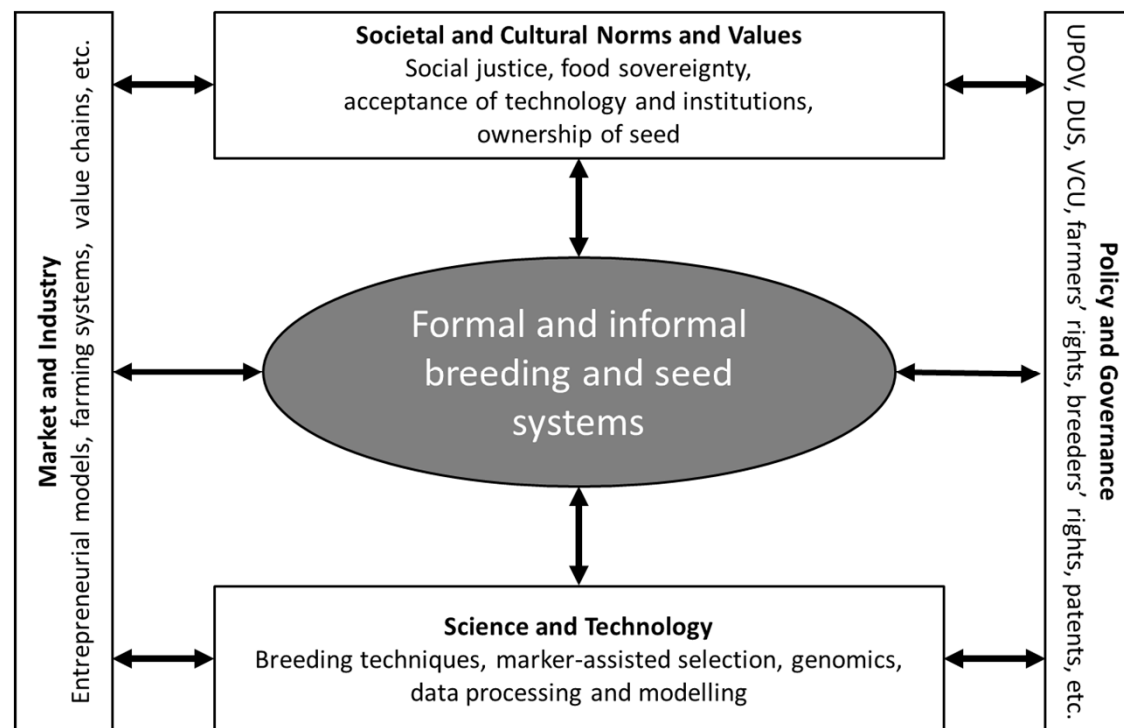 Societal and Cultural Norms and Values
Social justice, food sovereignty,
acceptance of technology and institutions,
ownership of seed
Market and Industry
Entrepreneurial models, farming systems, value chains, etc.
Formal and informal
breeding and seed
systems
Policy and Governance
UPOV, DUS, VCU, farmers’ rights, breeders’ rights, patents, etc.
Science and Technology
Breeding techniques, marker-assisted selection, genomics,
data processing and modelling